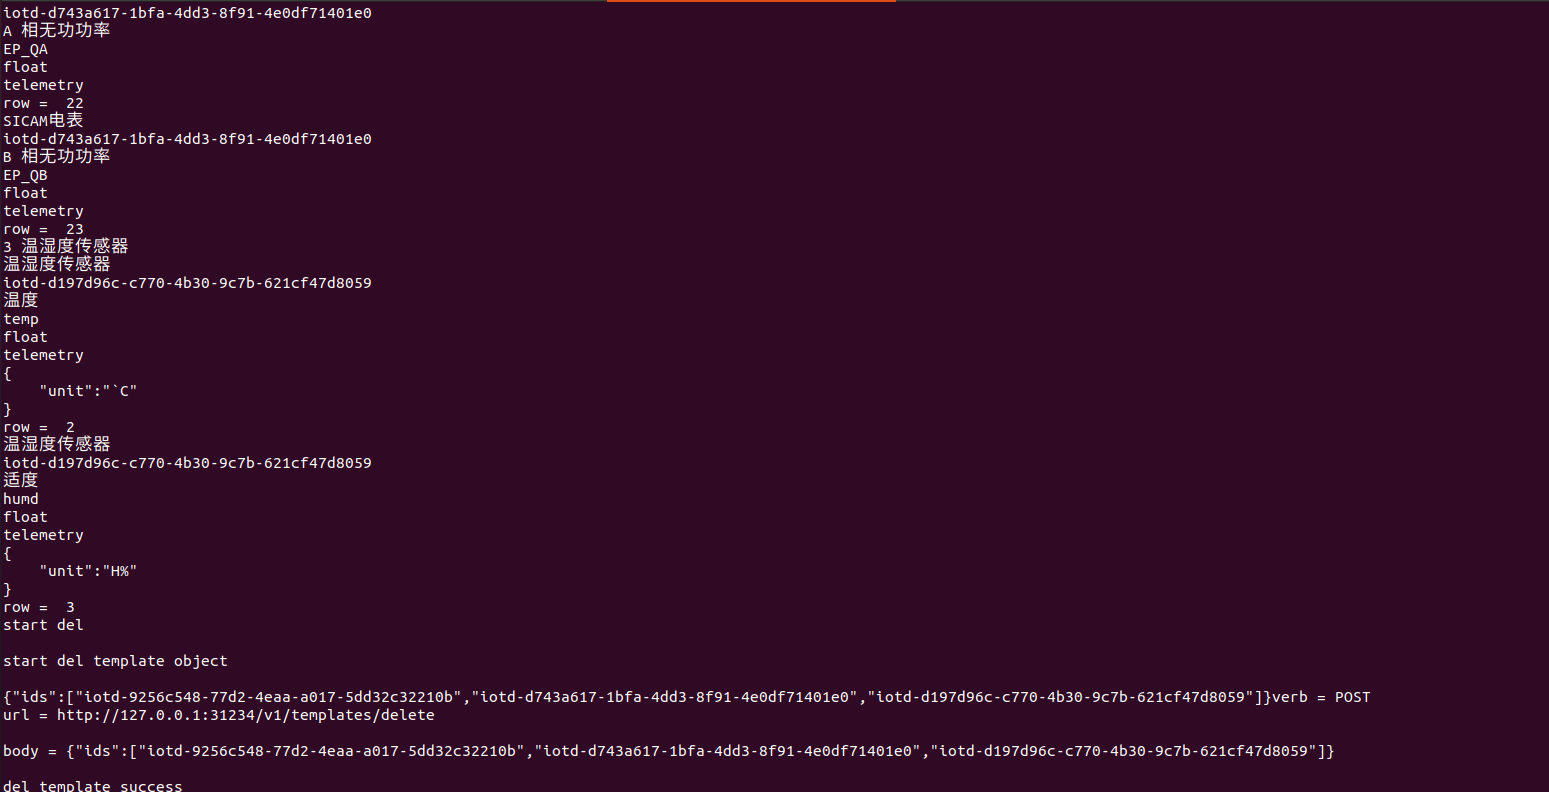 iotd-d743a617-1bfa-4dd3-8f91-4e0df71401e0
A 相无功功率
EP_QA
float
telemetry
row =  22
SICAM电表
iotd-d743a617-1bfa-4dd3-8f91-4e0df71401e0
B 相无功功率
EP_QB
float
telemetry
row =  23
3 温湿度传感器
温湿度传感器
iotd-d197d96c-c770-4b30-9c7b-621cf47d8059
温度
temp
float
telemetry
{
    "unit":"`C"
}
row =  2
温湿度传感器
iotd-d197d96c-c770-4b30-9c7b-621cf47d8059
适度
humd
float
telemetry
{
    "unit":"H%"
}
row =  3
start del
start del template object
{"ids":["iotd-9256c548-77d2-4eaa-a017-5dd32c32210b","iotd-d743a617-1bfa-4dd3-8f91-4e0df71401e0","iotd-d197d96c-c770-4b30-9c7b-621cf47d8059"]}verb = POST
url = http://127.0.0.1:31234/v1/templates/delete
body = {"ids":["iotd-9256c548-77d2-4eaa-a017-5dd32c32210b","iotd-d743a617-1bfa-4dd3-8f91-4e0df71401e0","iotd-d197d96c-c770-4b30-9c7b-621cf47d8059"]}
del template success